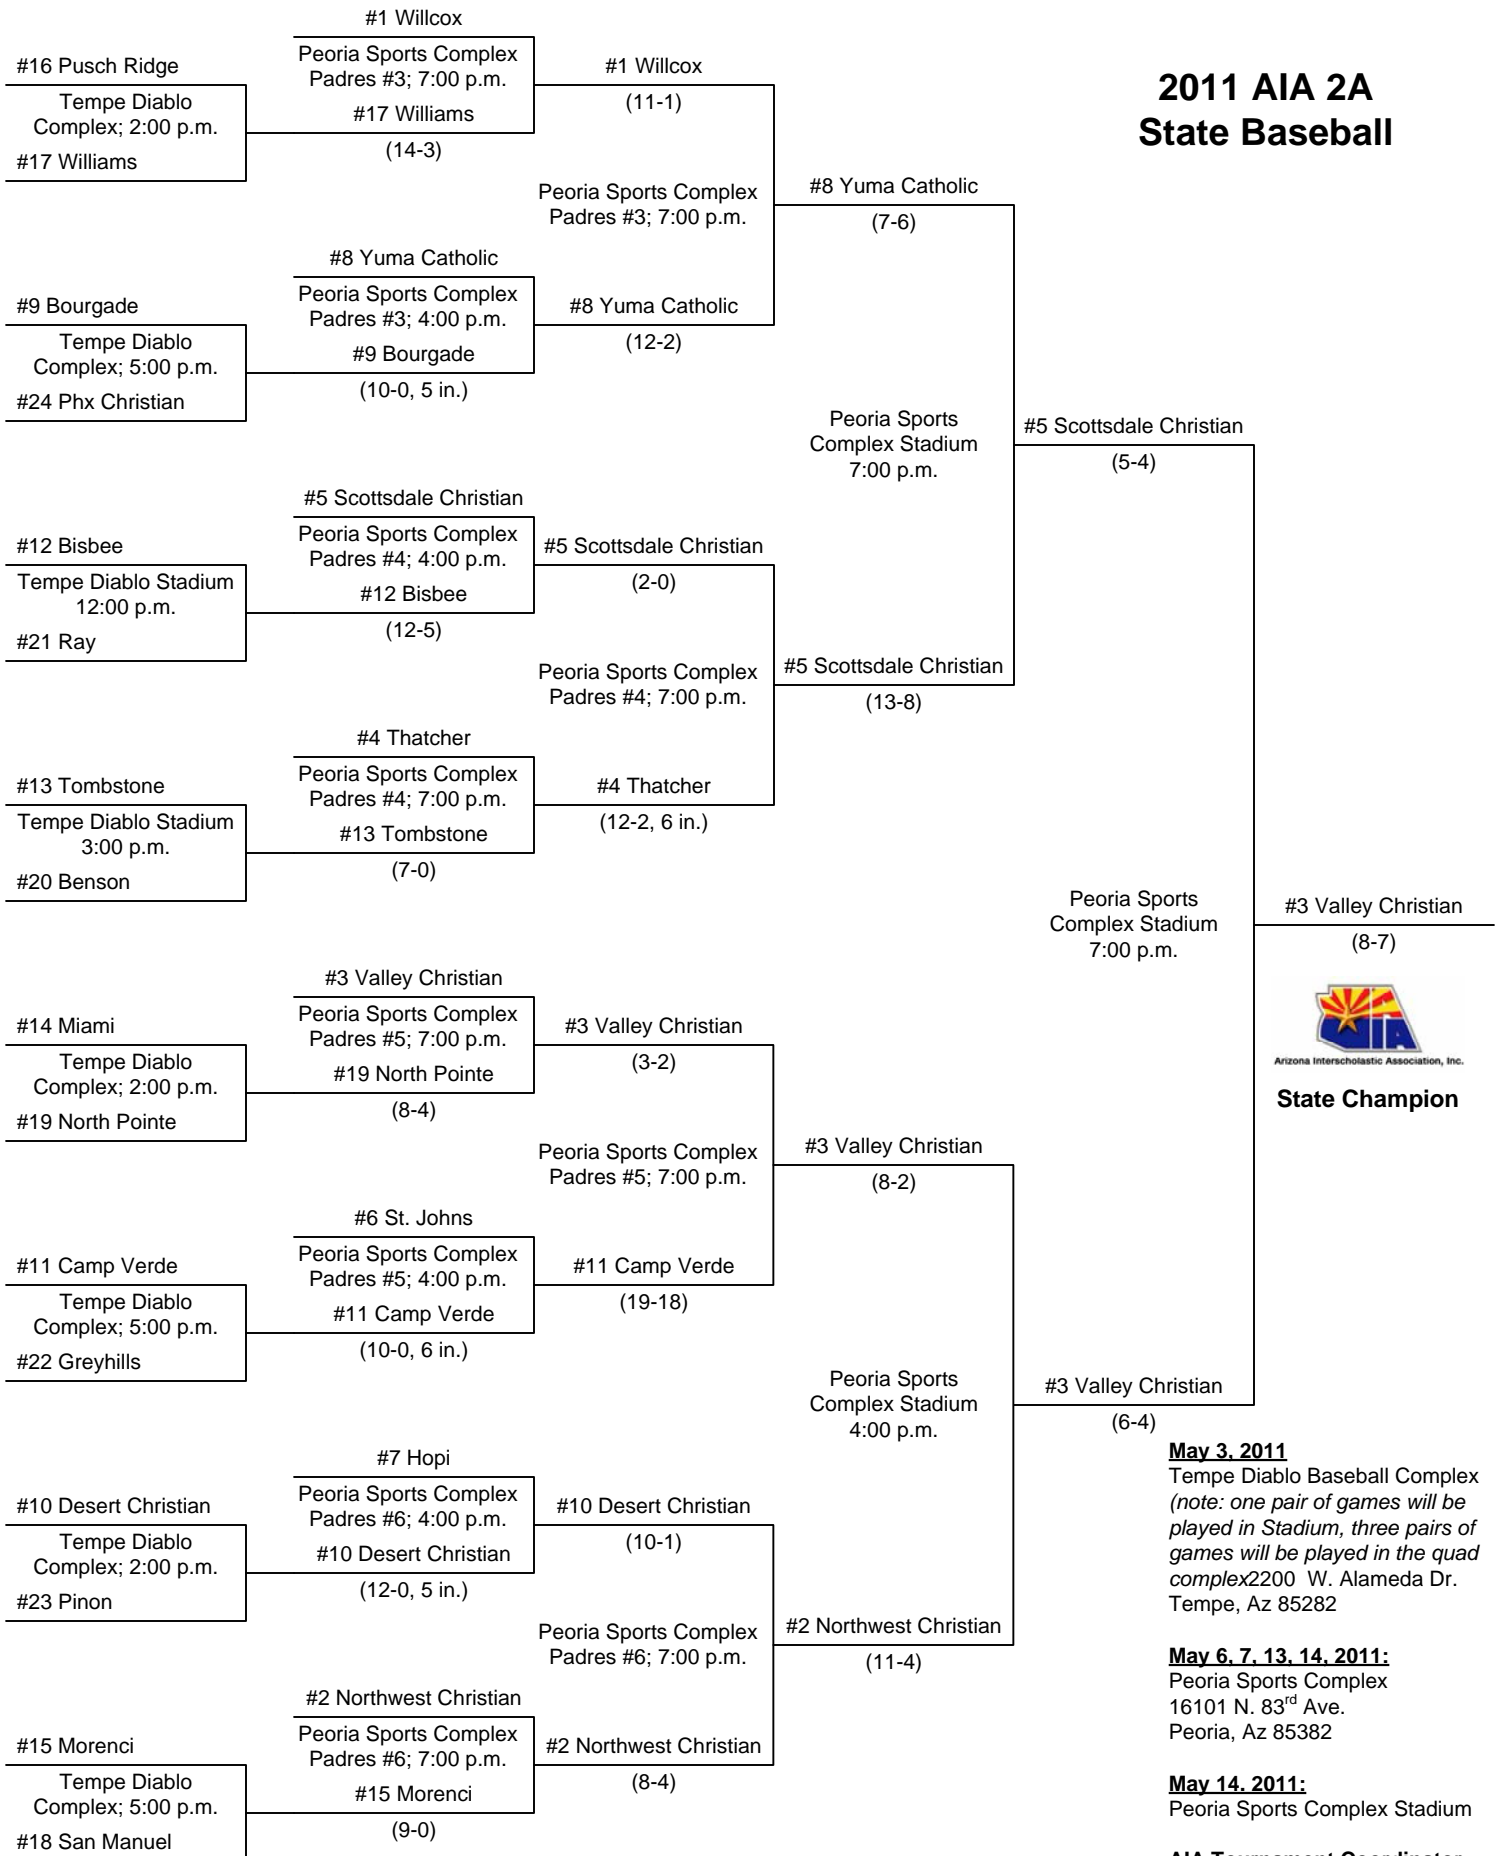 2011 AIA 2A
State Baseball
#16 Pusch Ridge
Tempe Diablo
Complex; 2:00 p.m.
#17 Williams
#9 Bourgade
Tempe Diablo
Complex; 5:00 p.m.
#24 Phx Christian
#12 Bisbee
Tempe Diablo Stadium
12:00 p.m.
#21 Ray
#13 Tombstone
Tempe Diablo Stadium
3:00 p.m.
#20 Benson
#14 Miami
Tempe Diablo
Complex; 2:00 p.m.
#19 North Pointe
#11 Camp Verde
Tempe Diablo
Complex; 5:00 p.m.
#22 Greyhills
#10 Desert Christian
Tempe Diablo
Complex; 2:00 p.m.
#23 Pinon
#15 Morenci
Tempe Diablo
Complex; 5:00 p.m.
#18 San Manuel
#1 Willcox
Peoria Sports Complex
Padres #3; 7:00 p.m.
#17 Williams
(14-3)
#8 Yuma Catholic
Peoria Sports Complex
Padres #3; 4:00 p.m.
#9 Bourgade
(10-0, 5 in.)
#5 Scottsdale Christian
Peoria Sports Complex
Padres #4; 4:00 p.m.
#12 Bisbee
(12-5)
#4 Thatcher
Peoria Sports Complex
Padres #4; 7:00 p.m.
#13 Tombstone
(7-0)
#3 Valley Christian
Peoria Sports Complex
Padres #5; 7:00 p.m.
#19 North Pointe
(8-4)
#6 St. Johns
Peoria Sports Complex
Padres #5; 4:00 p.m.
#11 Camp Verde
(10-0, 6 in.)
#7 Hopi
Peoria Sports Complex
Padres #6; 4:00 p.m.
#10 Desert Christian
(12-0, 5 in.)
#2 Northwest Christian
Peoria Sports Complex
Padres #6; 7:00 p.m.
#15 Morenci
(9-0)
#1 Willcox
(11-1)
Peoria Sports Complex
Padres #3; 7:00 p.m.
#8 Yuma Catholic
(12-2)
#5 Scottsdale Christian
(2-0)
Peoria Sports Complex
Padres #4; 7:00 p.m.
#4 Thatcher
(12-2, 6 in.)
#3 Valley Christian
(3-2)
Peoria Sports Complex
Padres #5; 7:00 p.m.
#11 Camp Verde
(19-18)
#10 Desert Christian
(10-1)
Peoria Sports Complex
Padres #6; 7:00 p.m.
#2 Northwest Christian
(8-4)
#8 Yuma Catholic
(7-6)
Peoria Sports
Complex Stadium
7:00 p.m.
#5 Scottsdale Christian
(13-8)
#3 Valley Christian
(8-2)
Peoria Sports
Complex Stadium
4:00 p.m.
#2 Northwest Christian
(11-4)
#5 Scottsdale Christian
(5-4)
Peoria Sports
Complex Stadium
7:00 p.m.
#3 Valley Christian
(6-4)
#3 Valley Christian
(8-7)
AIA
Arizona Interscholastic Association, Inc.
State Champion
May 3, 2011
Tempe Diablo Baseball Complex
(note: one pair of games will be
played in Stadium, three pairs of
games will be played in the quad
complex2200 W. Alameda Dr.
Tempe, Az 85282
May 6, 7, 13, 14, 2011:
Peoria Sports Complex
16101 N. 83rd Ave.
Peoria, Az 85382
May 14. 2011:
Peoria Sports Complex Stadium
AIA Tournament Coordinator